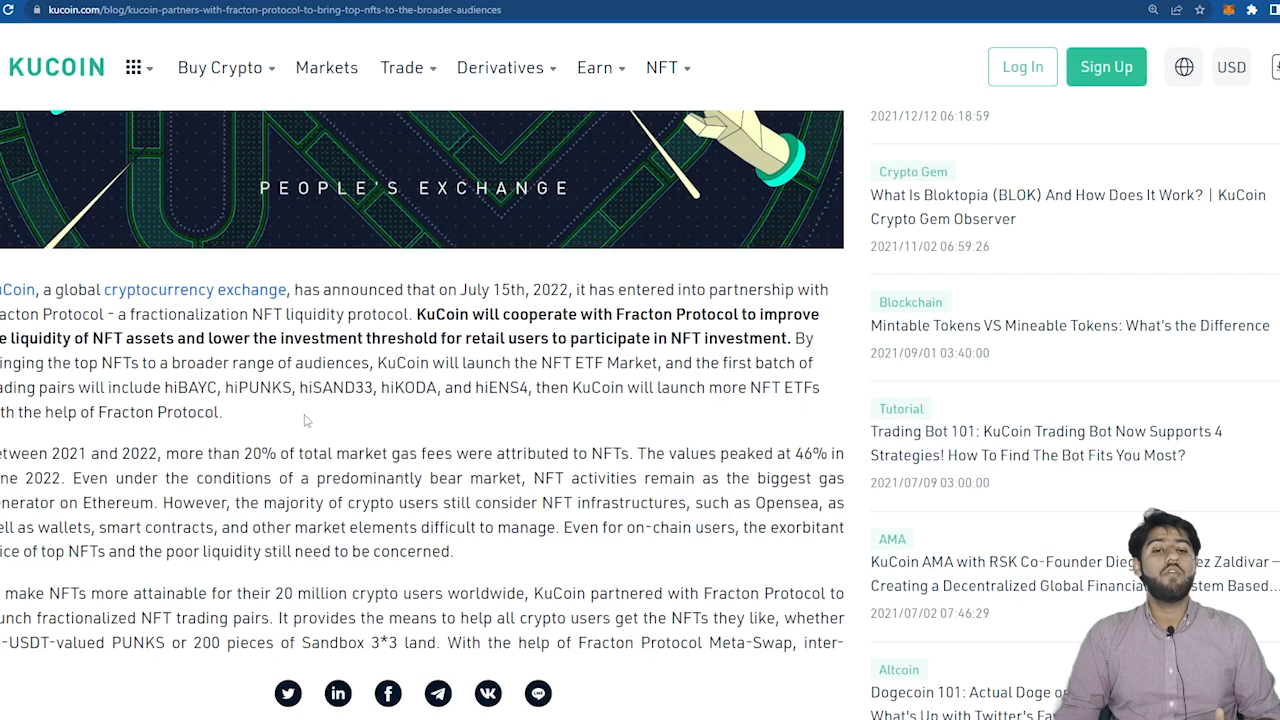 kucoin.com/blog/kucoin-partners-with-fracton-protocol-to-bring-top-nfts-to-the-broader-audiences
KUCOIN
Buy Crypto
Markets
Trade
Derivatives
Earn
NFT
Log In
Sign Up
USD
PEOPLE'S EXCHANGE
uCoin, a global cryptocurrency exchange, has announced that on July 15th, 2022, it has entered into partnership with
acton Protocol - a fractionalization NFT liquidity protocol. KuCoin will cooperate with Fracton Protocol to improve
e liquidity of NFT assets and lower the investment threshold for retail users to participate in NFT investment. By
inging the top NFTs to a broader range of audiences, KuCoin will launch the NFT ETF Market, and the first batch of
ading pairs will include hiBAYC, hiPUNKS, hiSAND33, hiKODA, and hiENS4, then KuCoin will launch more NFT ETFs
th the help of Fracton Protocol.
etween 2021 and 2022, more than 20% of total market gas fees were attributed to NFTs. The values peaked at 46% in
ne 2022. Even under the conditions of a predominantly bear market, NFT activities remain as the biggest gas
enerator on Ethereum. However, the majority of crypto users still consider NFT infrastructures, such as Opensea, as
ell as wallets, smart contracts, and other market elements difficult to manage. Even for on-chain users, the exorbitant
ice of top NFTs and the poor liquidity still need to be concerned.
make NFTs more attainable for their 20 million crypto users worldwide, KuCoin partnered with Fracton Protocol to
unch fractionalized NFT trading pairs. It provides the means to help all crypto users get the NFTs they like, whether
-USDT-valued PUNKS or 200 pieces of Sandbox 3*3 land. With the help of Fracton Protocol Meta-Swap, inter-
2021/12/12 06:18:59
Crypto Gem
What Is Bloktopia (BLOK) And How Does It Work? | KuCoin
Crypto Gem Observer
2021/11/02 06:59:26
Blockchain
Mintable Tokens VS Mineable Tokens: What's the Difference
2021/09/01 03:40:00
Tutorial
Trading Bot 101: KuCoin Trading Bot Now Supports 4
Strategies! How To Find The Bot Fits You Most?
2021/07/09 03:00:00
AMA
KuCoin AMA with RSK Co-Founder Dieg ez Zaldivar —
Creating a Decentralized Global Financia stem Based...
2021/07/02 07:46:29
Altcoin
Dogecoin 101: Actual Doge o
What's Up with Twitter's Fa